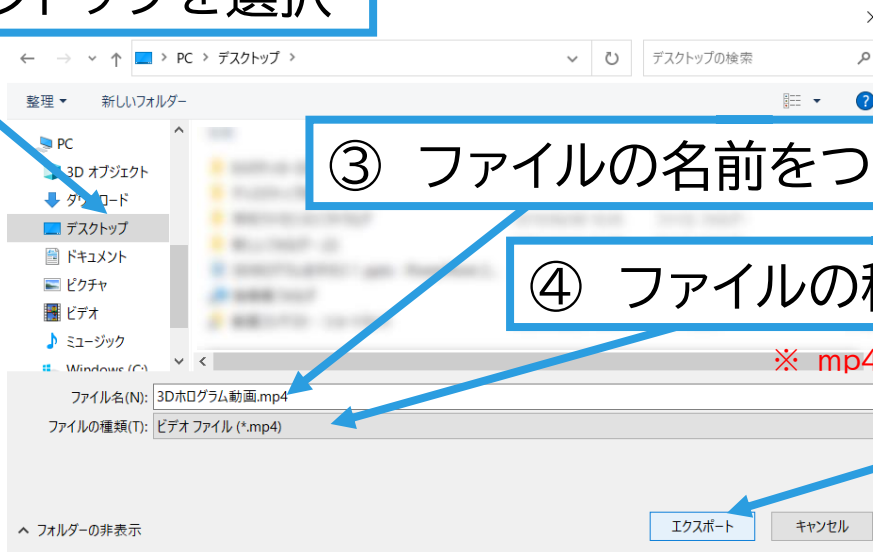 クトップを選択
PC > デスクトップ >
デスクトップの検索
整理
新しいフォルダー
PC
3D オブジェクト
ダウンロード
デスクトップ
ドキュメント
ピクチャ
ビデオ
ミュージック
Windows (C:)
③ ファイルの名前をつ
④ ファイルの種
※ mp4
ファイル名(N): 3Dホログラム動画.mp4
ファイルの種類(T): ビデオ ファイル (*.mp4)
フォルダーの非表示
エクスポート
キャンセル